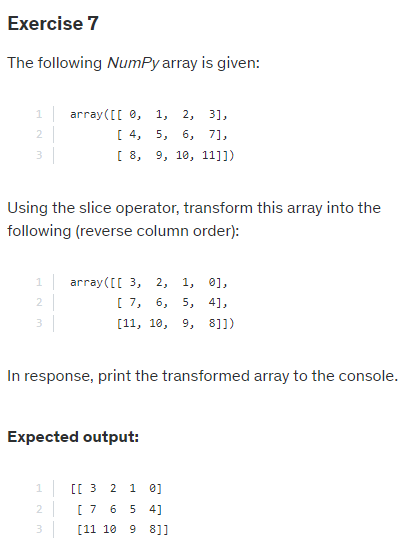 Exercise 7
The following NumPy array is given:
1 array([[ 0, 1, 2, 3],
2 [ 4, 5, 6, 7],
3 [ 8, 9, 10, 11]])
Using the slice operator, transform this array into the
following (reverse column order):
1 array([[ 3, 2, 1, 0],
2 [ 7, 6, 5, 4],
3 [11, 10, 9, 8]])
In response, print the transformed array to the console.
Expected output:
1 [[ 3 2 1 0]
2 [ 7 6 5 4]
3 [11 10 9 8]]